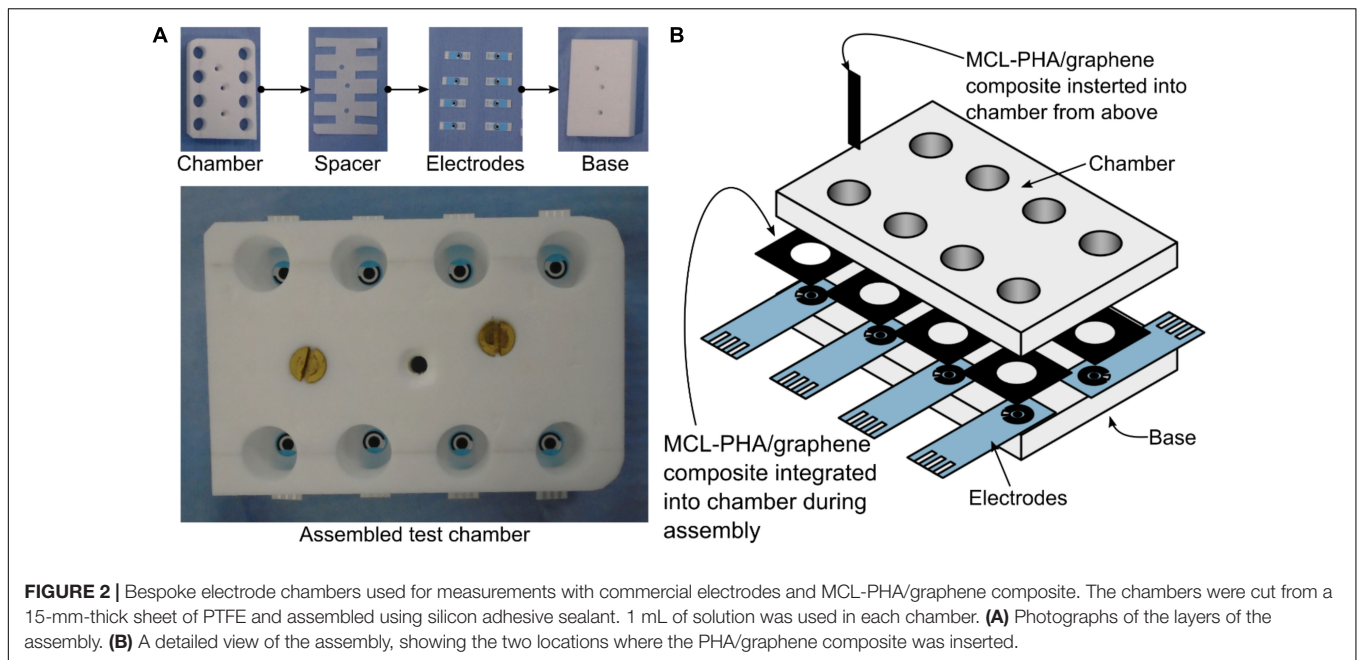 A
Chamber
Spacer
Electrodes
Base
Assembled test chamber
B
MCL-PHA/graphene
composite insterted into
chamber from above
Chamber
MCL-PHA/graphene
composite integrated
into chamber during
assembly
Base
Electrodes
FIGURE 2 | Bespoke electrode chambers used for measurements with commercial electrodes and MCL-PHA/graphene composite. The chambers were cut from a
15-mm-thick sheet of PTFE and assembled using silicon adhesive sealant. 1 mL of solution was used in each chamber. (A) Photographs of the layers of the
assembly. (B) A detailed view of the assembly, showing the two locations where the PHA/graphene composite was inserted.